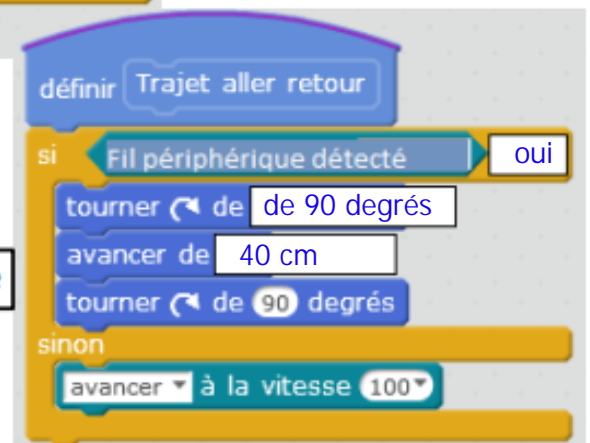 définir Trajet aller retour
si Fil périphérique détecté oui
tourner de de 90 degrés
avancer de 40 cm
tourner de 90 degrés
sinon
avancer à la vitesse 100